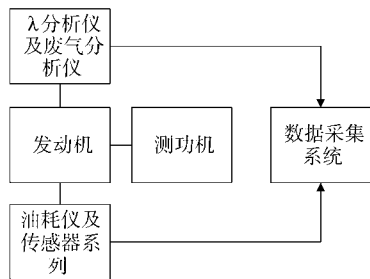 λ分析仪
及废气分
析仪
发动机
测功机
数据采集
系统
油耗仪及
传感器系
列